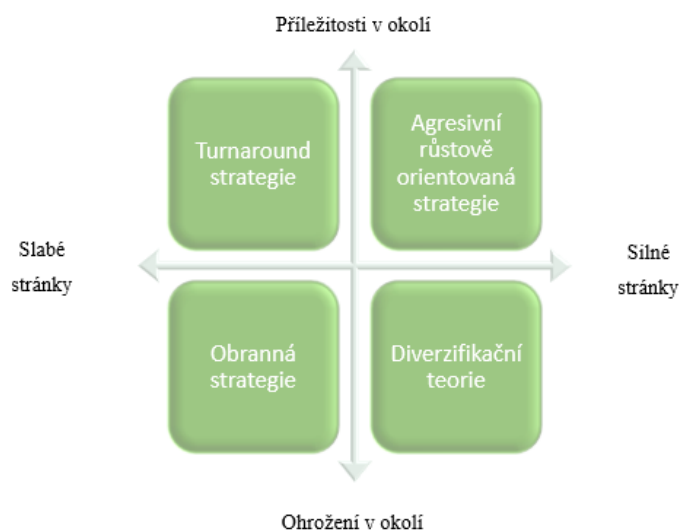 Příležitosti v okolí
Turnaround
strategie
Agresivní
růstově
orientovaná
strategie
Slabé
stránky
Silné
stránky
Obranná
strategie
Diverzifikační
teorie
Ohrožení v okolí